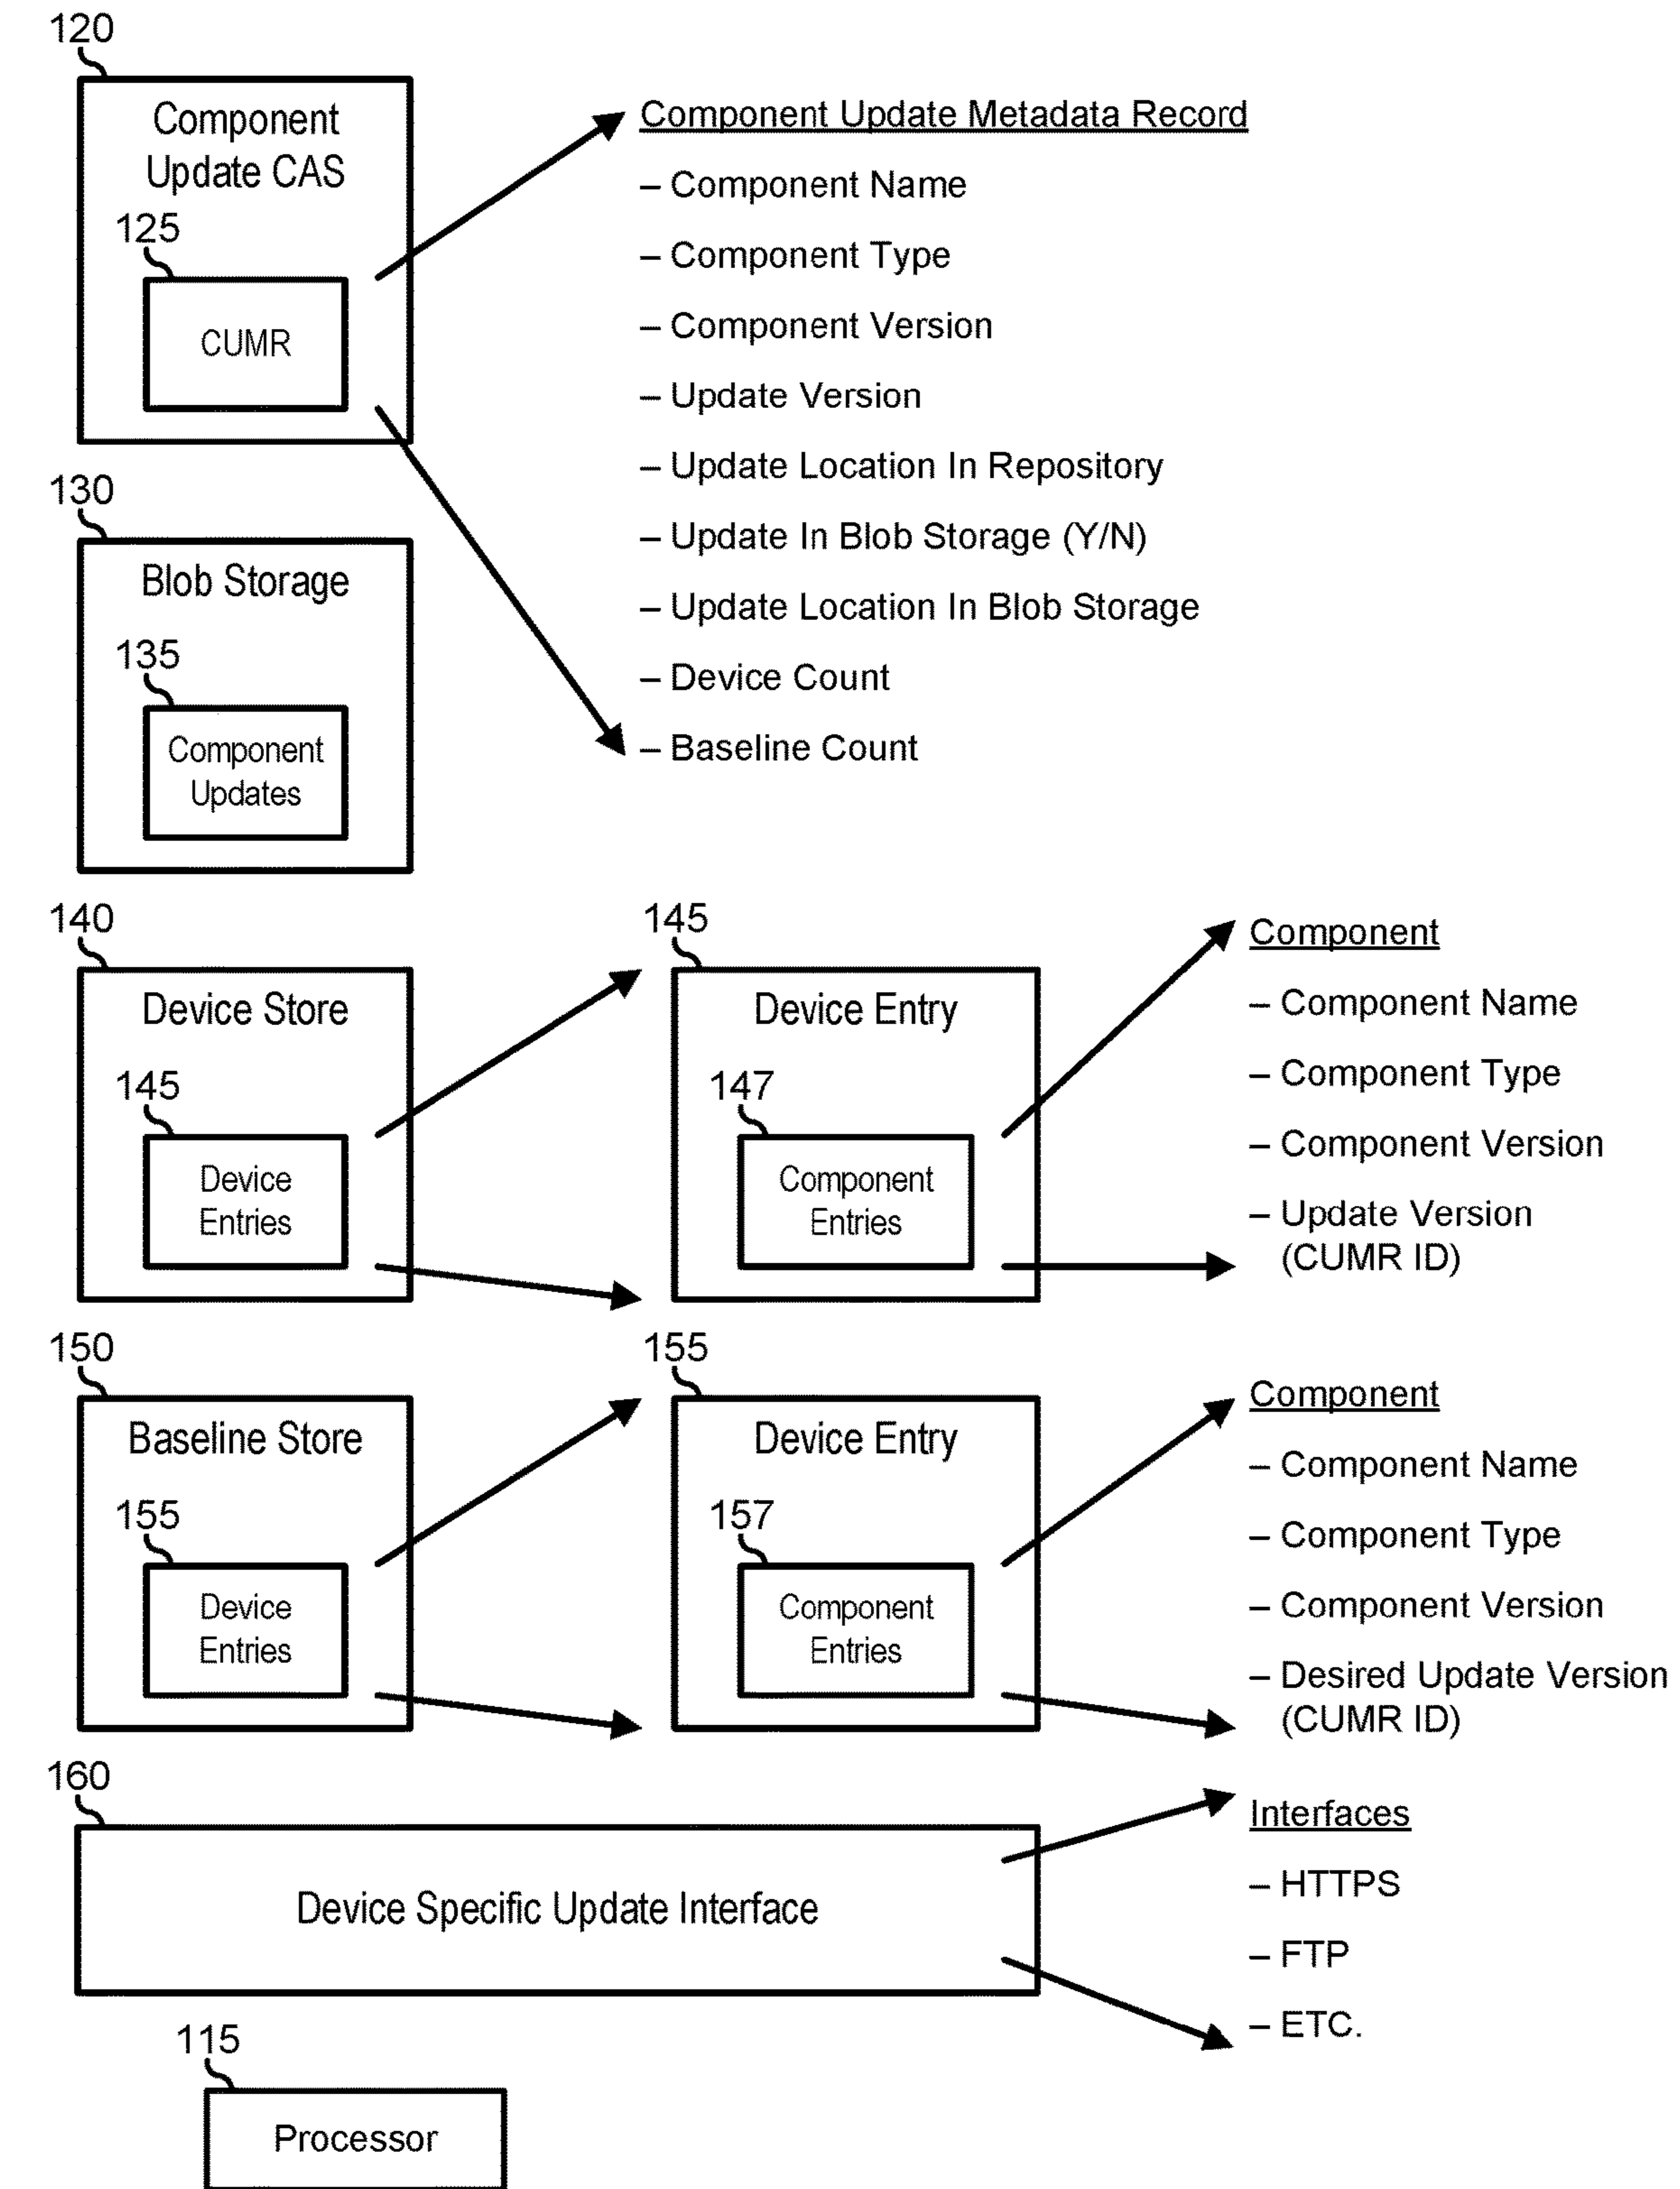 120
Component
Update CAS
125
CUMR
Component Update Metadata Record
– Component Name
– Component Type
– Component Version
– Update Version
– Update Location In Repository
– Update In Blob Storage (Y/N)
– Update Location In Blob Storage
– Device Count
– Baseline Count
130
Blob Storage
135
Component
Updates
140
Device Store
145
Device
Entries
145
Device Entry
147
Component
Entries
Component
– Component Name
– Component Type
– Component Version
– Update Version
(CUMR ID)
150
Baseline Store
155
Device
Entries
155
Device Entry
157
Component
Entries
Component
– Component Name
– Component Type
– Component Version
– Desired Update Version
(CUMR ID)
160
Device Specific Update Interface
Interfaces
– HTTPS
– FTP
– ETC.
115
Processor